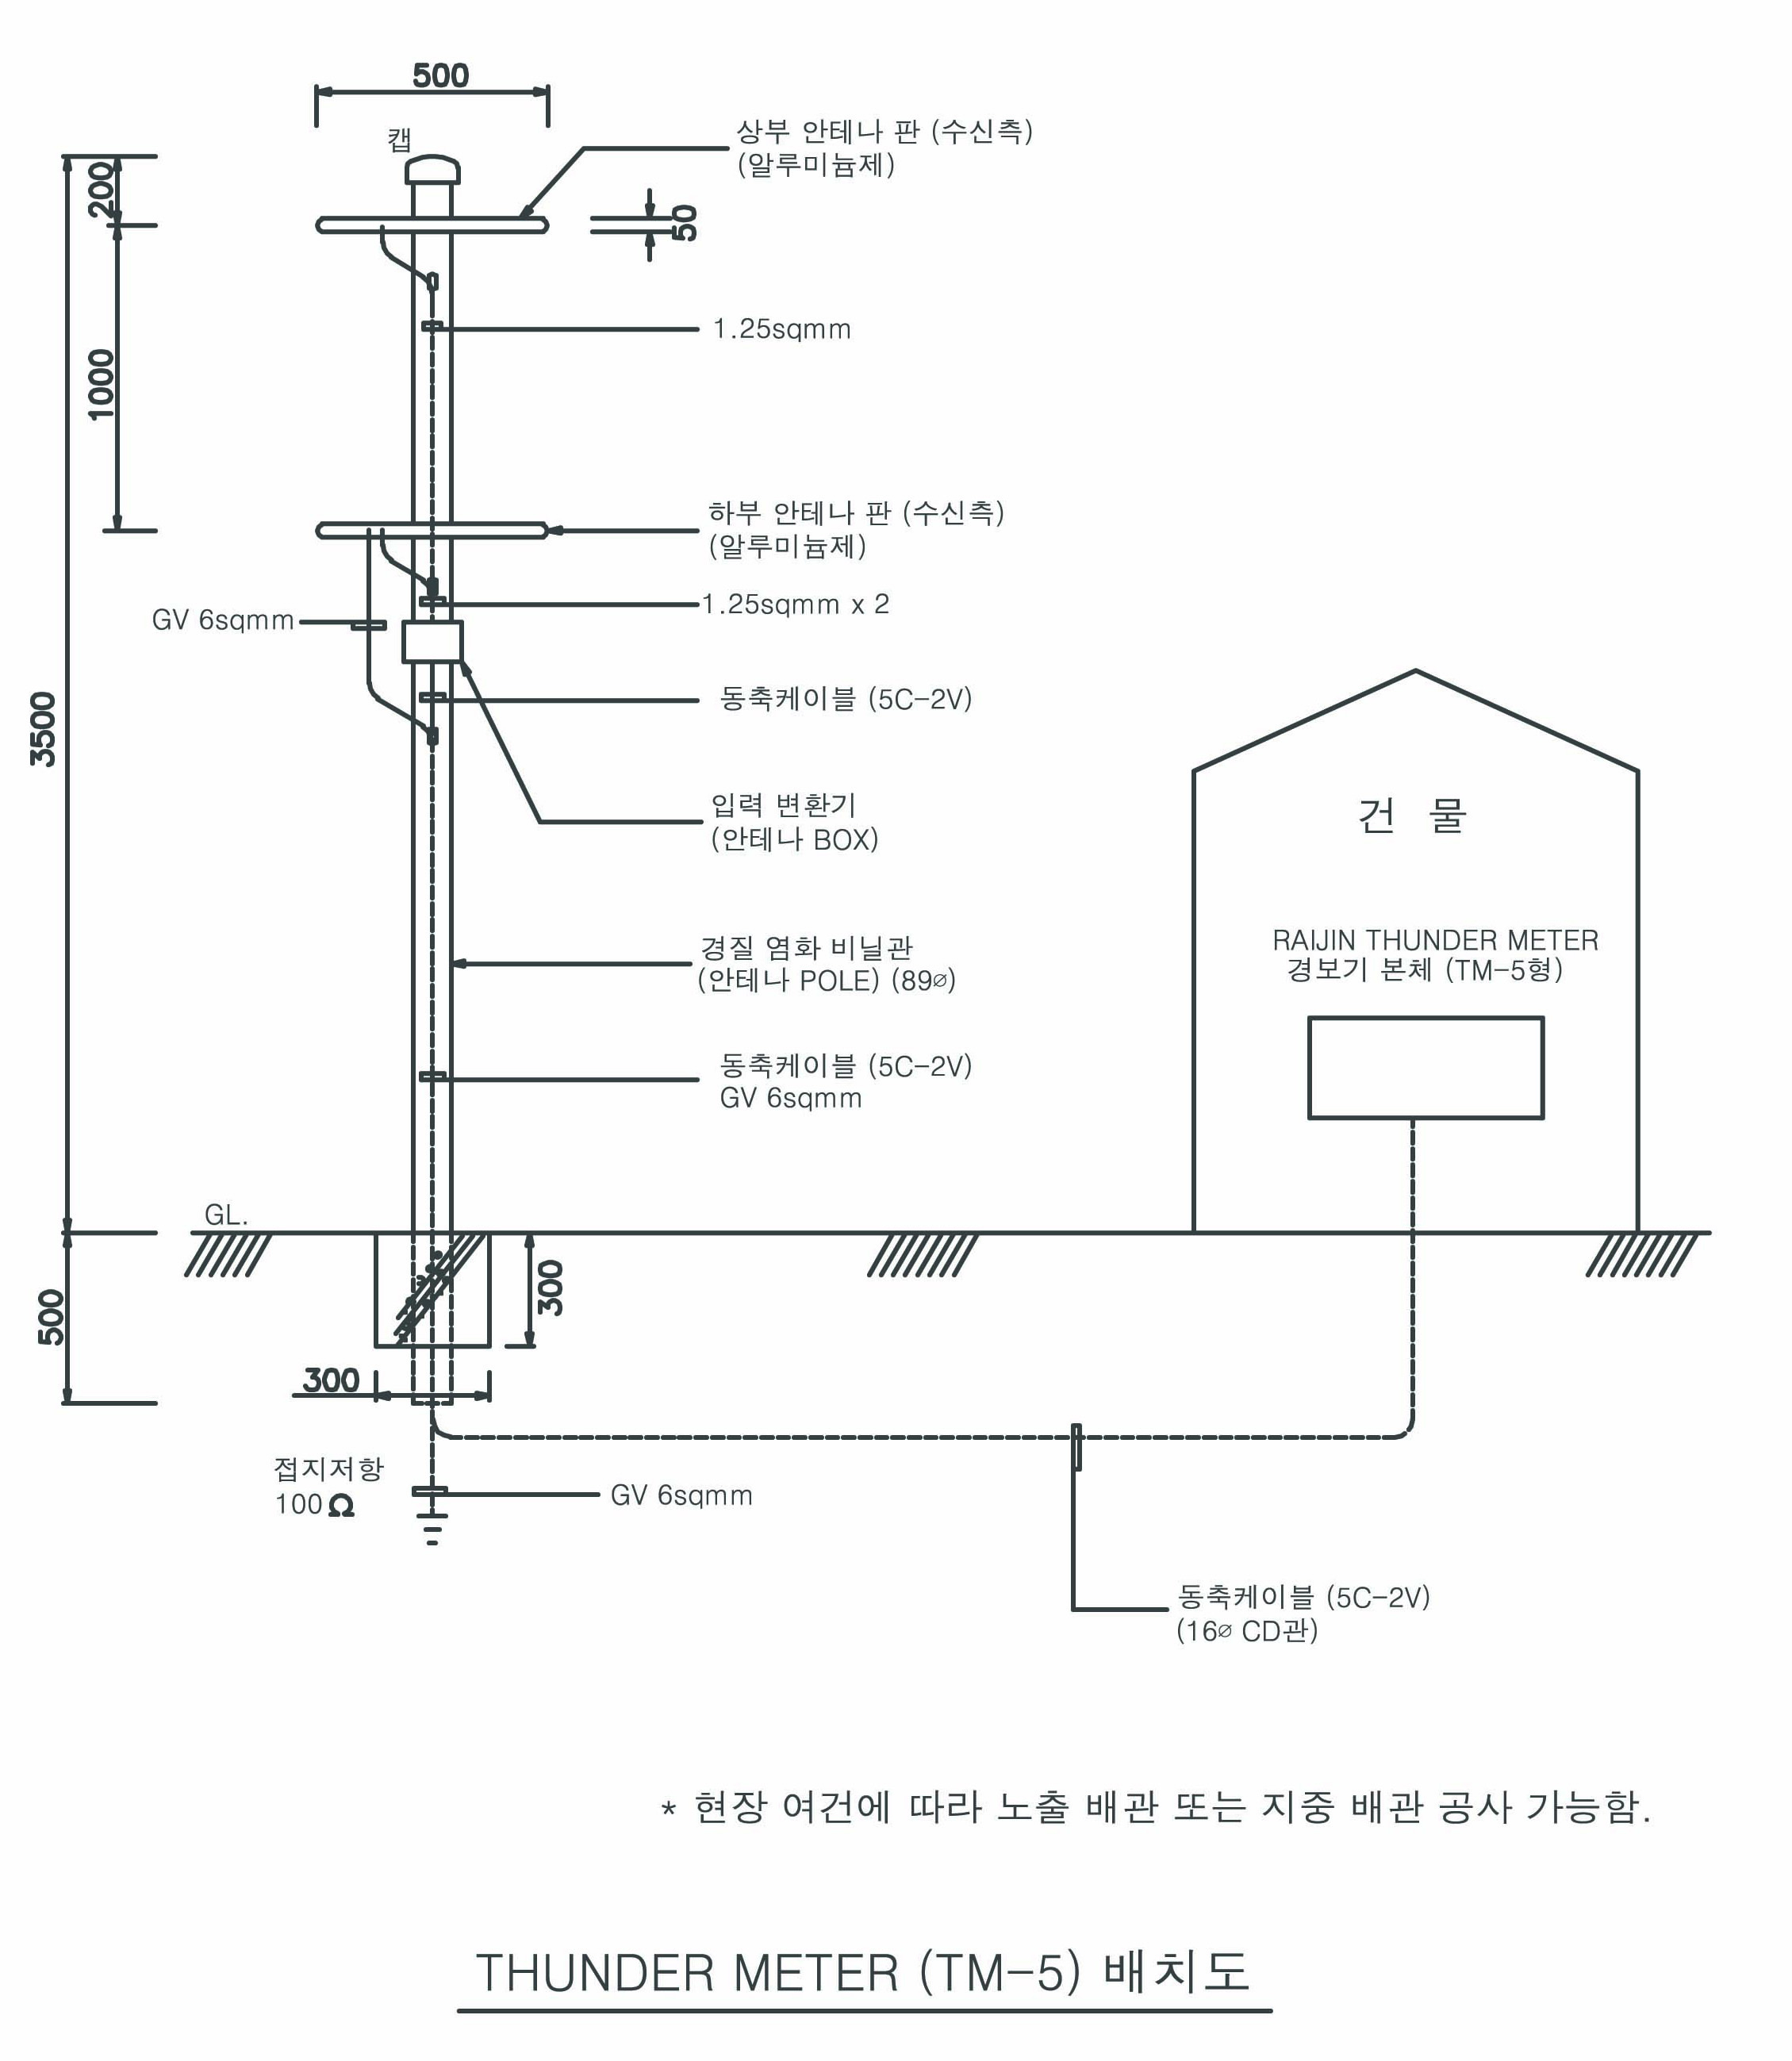 500
캡
상부 안테나 판 (수신측)
(알루미늄제)
200
50
1000
1.25sqmm
하부 안테나 판 (수신측)
(알루미늄제)
1.25sqmm x 2
GV 6sqmm
동축케이블 (5C-2V)
3500
입력 변환기
(안테나 BOX)
건 물
경질 염화 비닐관
(안테나 POLE) (89⌀)
RAIJIN THUNDER METER
경보기 본체 (TM-5형)
동축케이블 (5C-2V)
GV 6sqmm
GL.
300
500
300
접지저항
100Ω
GV 6sqmm
동축케이블 (5C-2V)
(16⌀ CD관)
* 현장 여건에 따라 노출 배관 또는 지중 배관 공사 가능함.
THUNDER METER (TM-5) 배치도